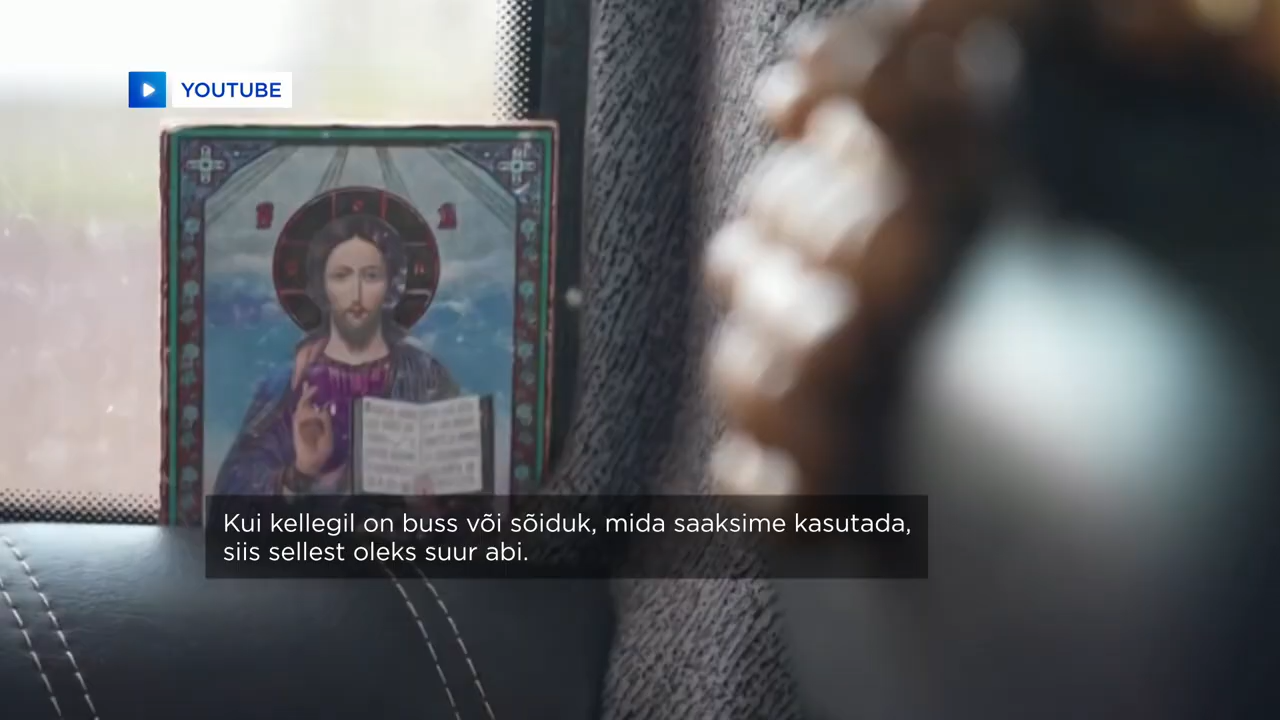 YOUTUBE
Kui kellegil on buss või sõiduk, mida saaksime kasutada,
siis sellest oleks suur abi.